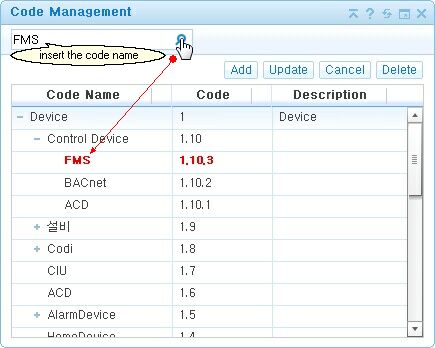 Code Management
FMS
insert the code name
Add Update Cancel Delete
Code Name Code Description
Device 1 Device
Control Device 1.10
FMS 1.10.3
BACnet 1.10.2
ACD 1.10.1
설비 1.9
Codi 1.8
CIU 1.7
ACD 1.6
AlarmDevice 1.5
HomeDevice 1.4